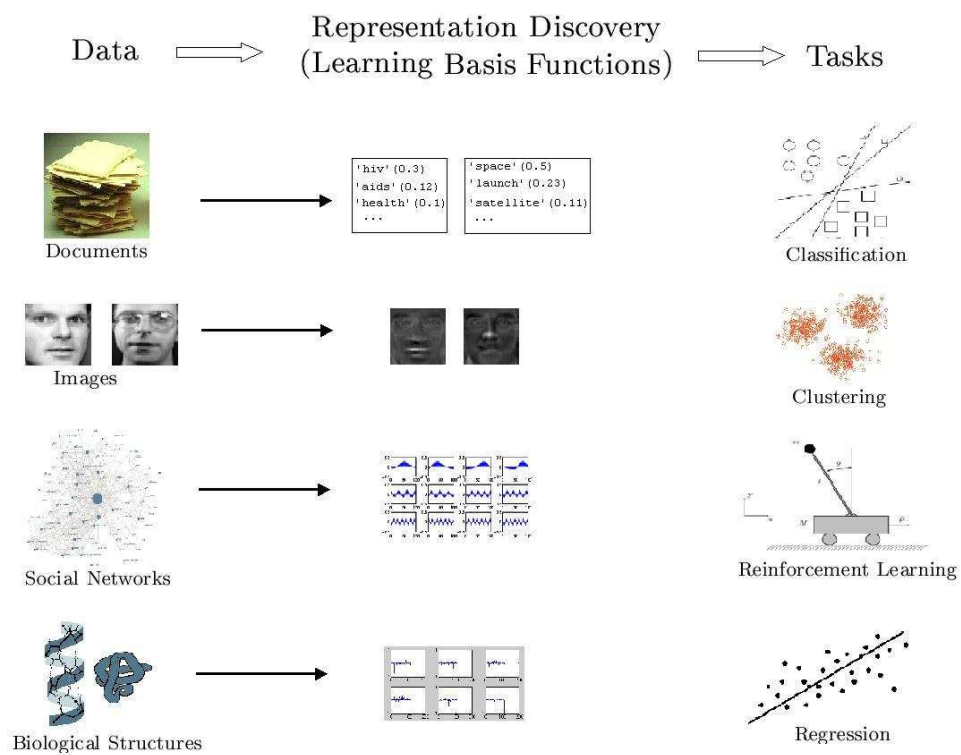 Data
Representation Discovery
(Learning Basis Functions)
Tasks
'hiv'(0.3)
'aids'(0.12)
'health'(0.1)
...
'space'(0.5)
'launch'(0.23)
'satellite'(0.11)
...
Documents
Classification
Images
Clustering
M
Social Networks
Reinforcement Learning
Biological Structures
Regression